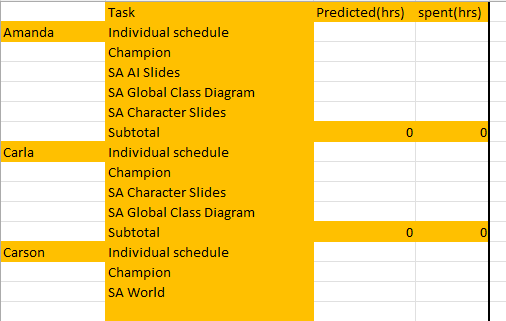 Task Predicted(hrs) spent(hrs)
Amanda Individual schedule
Champion
SA AI Slides
SA Global Class Diagram
SA Character Slides
Subtotal 0 0
Carla Individual schedule
Champion
SA Character Slides
SA Global Class Diagram
Subtotal 0 0
Carson Individual schedule
Champion
SA World